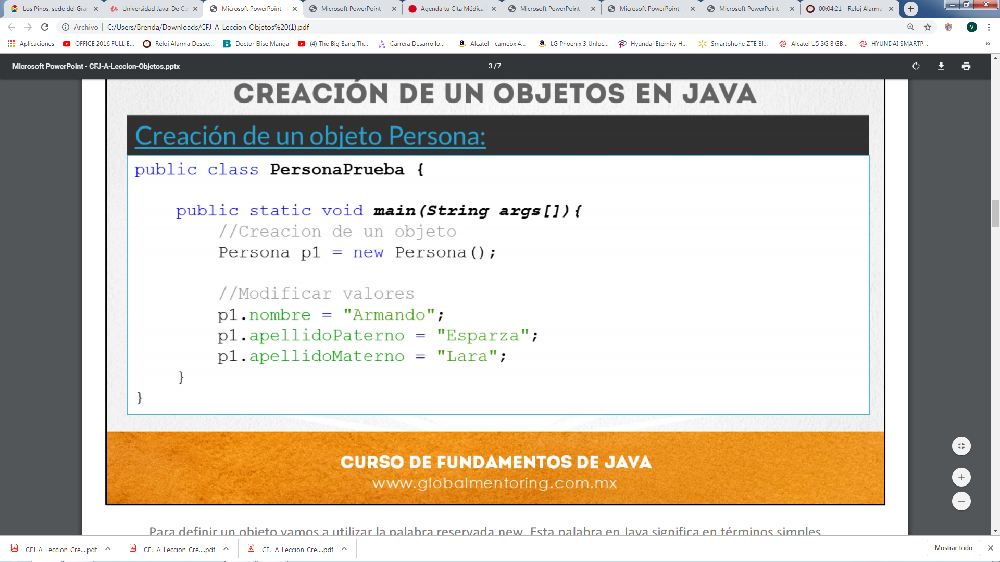 Los Pinos, sede del Gran
Universidad Java: De Ce
Microsoft PowerPoint -
Microsoft PowerPoint -
Agenda tu Cita Médica
Microsoft PowerPoint -
Microsoft PowerPoint -
Microsoft PowerPoint -
00:04:21 - Reloj Alarma
Archivo
C:/Users/Brenda/Downloads/CFJ-A-Leccion-Objetos%20(1).pdf
V
Aplicaciones
OFFICE 2016 FULL E...
Reloj Alarma Despe...
Doctor Elise Manga
(4) The Big Bang Th...
Carrera Desarrollo...
Alcatel - cameox 4...
LG Phoenix 3 Unloc...
Hyundai Eternity H...
Smartphone ZTE Bl...
Alcatel U5 3G 8 GB...
HYUNDAI SMARTP...
Microsoft PowerPoint - CFJ-A-Leccion-Objetos.pptx
3 / 7
CREACIÓN DE UN OBJETOS EN JAVA
Creación de un objeto Persona:
public class PersonaPrueba {
public static void main(String args[]){
//Creacion de un objeto
Persona p1 = new Persona();
//Modificar valores
p1.nombre = "Armando";
p1.apellidoPaterno = "Esparza";
p1.apellidoMaterno = "Lara";
}
}
CURSO DE FUNDAMENTOS DE JAVA
www.globalmentoring.com.mx
Para definir un objeto vamos a utilizar la palabra reservada new. Esta palabra en Java significa en términos simples
CFJ-A-Leccion-Cre....pdf
CFJ-A-Leccion-Cre....pdf
CFJ-A-Leccion-Cre....pdf
Mostrar todo